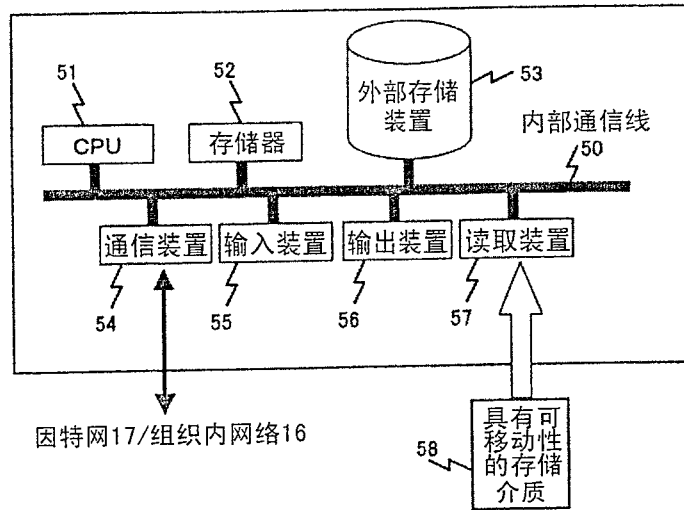 51
52
53
CPU
存储器
外部存储
装置
内部通信线
50
通信装置
输入装置
输出装置
读取装置
54
55
56
57
因特网17/组织内网络16
58
具有可
移动性
的存储
介质